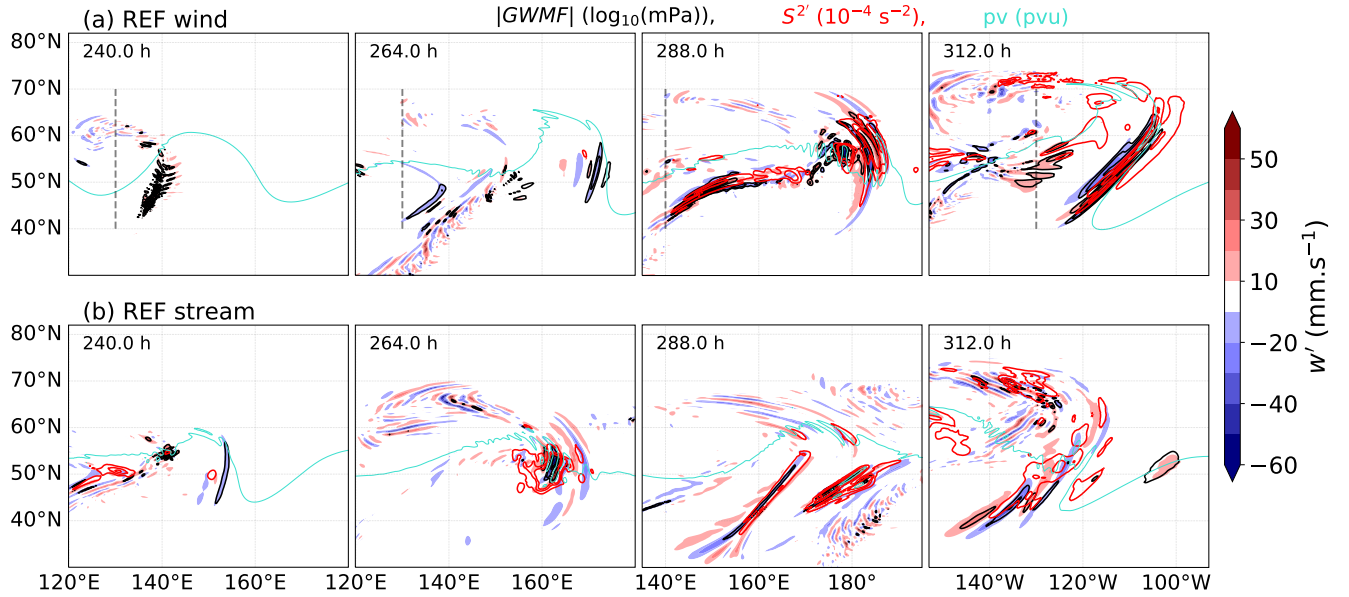 (a) REF wind
|GWMF| (log₁₀(mPa)), S²′ (10⁻⁴ s⁻²), pv (pvu)
80°N
70°N
60°N
50°N
40°N
240.0 h
264.0 h
288.0 h
312.0 h
(b) REF stream
80°N
70°N
60°N
50°N
40°N
240.0 h
264.0 h
288.0 h
312.0 h
120°E 140°E 160°E 120 140°E 160°E 140°E 160°E 180° 140°W 120°W 100°W
50
30
10
−20
−40
−60
w′ (mm.s⁻¹)